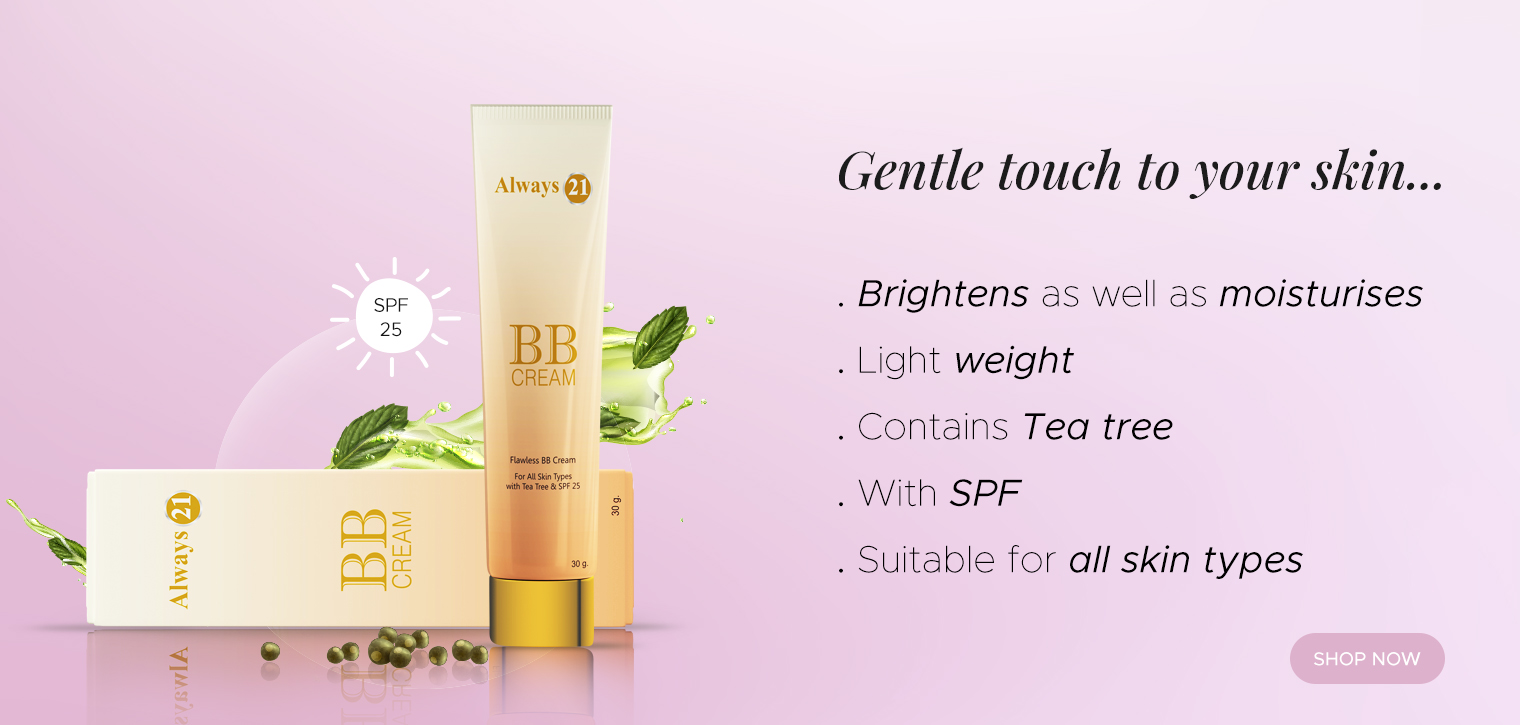 Gentle touch to your skin...
. Brightens as well as moisturises
. Light weight
. Contains Tea tree
. With SPF
. Suitable for all skin types
SHOP NOW
SPF
25
Always 21
BB
CREAM
Flawless BB Cream
For All Skin Types
with Tea Tree & SPF 25
30 g.
Always 21
BB
CREAM
30 g.